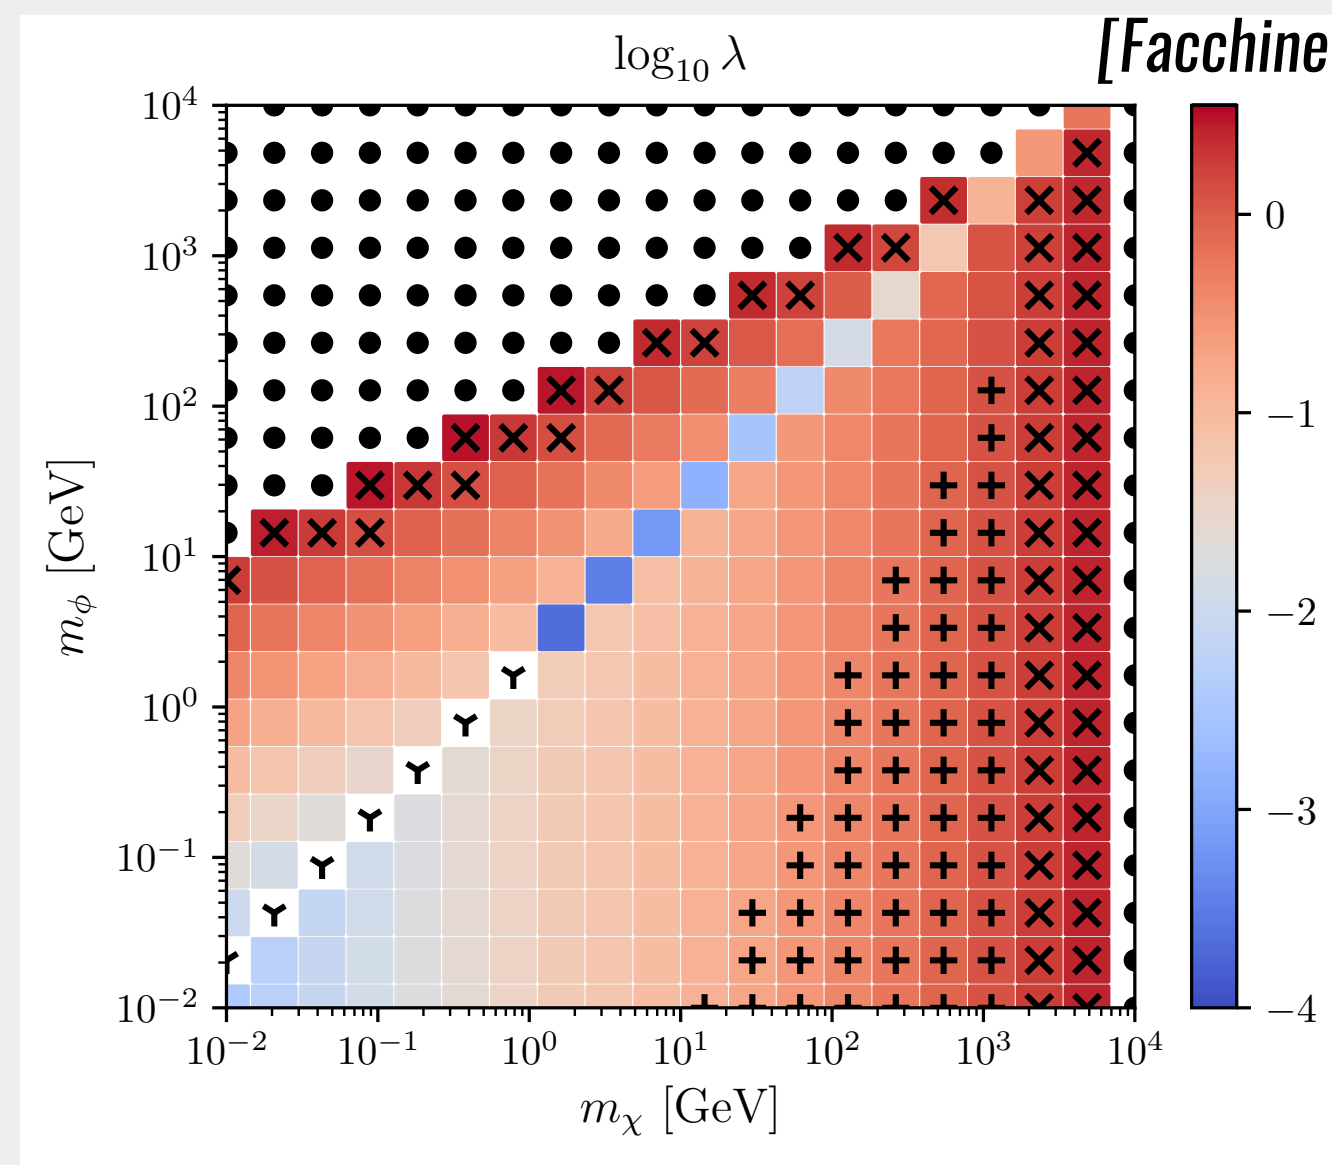 [Facchine
log₁₀ λ
10⁴
10³
10²
10¹
10⁰
10⁻¹
10⁻²
m_ϕ [GeV]
10⁻² 10⁻¹ 10⁰ 10¹ 10² 10³ 10⁴
m_χ [GeV]
0
−1
−2
−3
−4